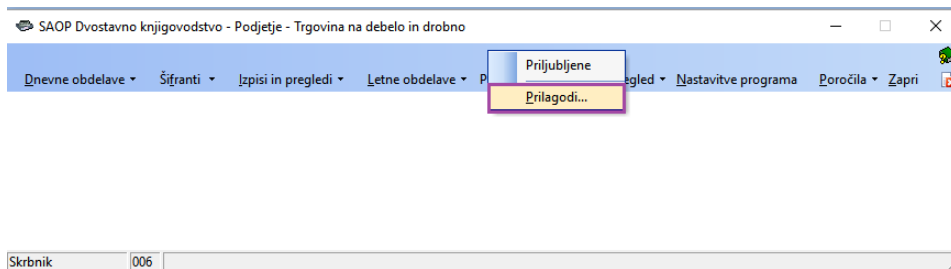 SAOP Dvostavno knjigovodstvo - Podjetje - Trgovina na debelo in drobno
Priljubljene
Dnevne obdelave Šifranti Izpisi in pregledi Letne obdelave Nastavitve programa Poročila Zapri
Prilagodi...
Skrbnik 006